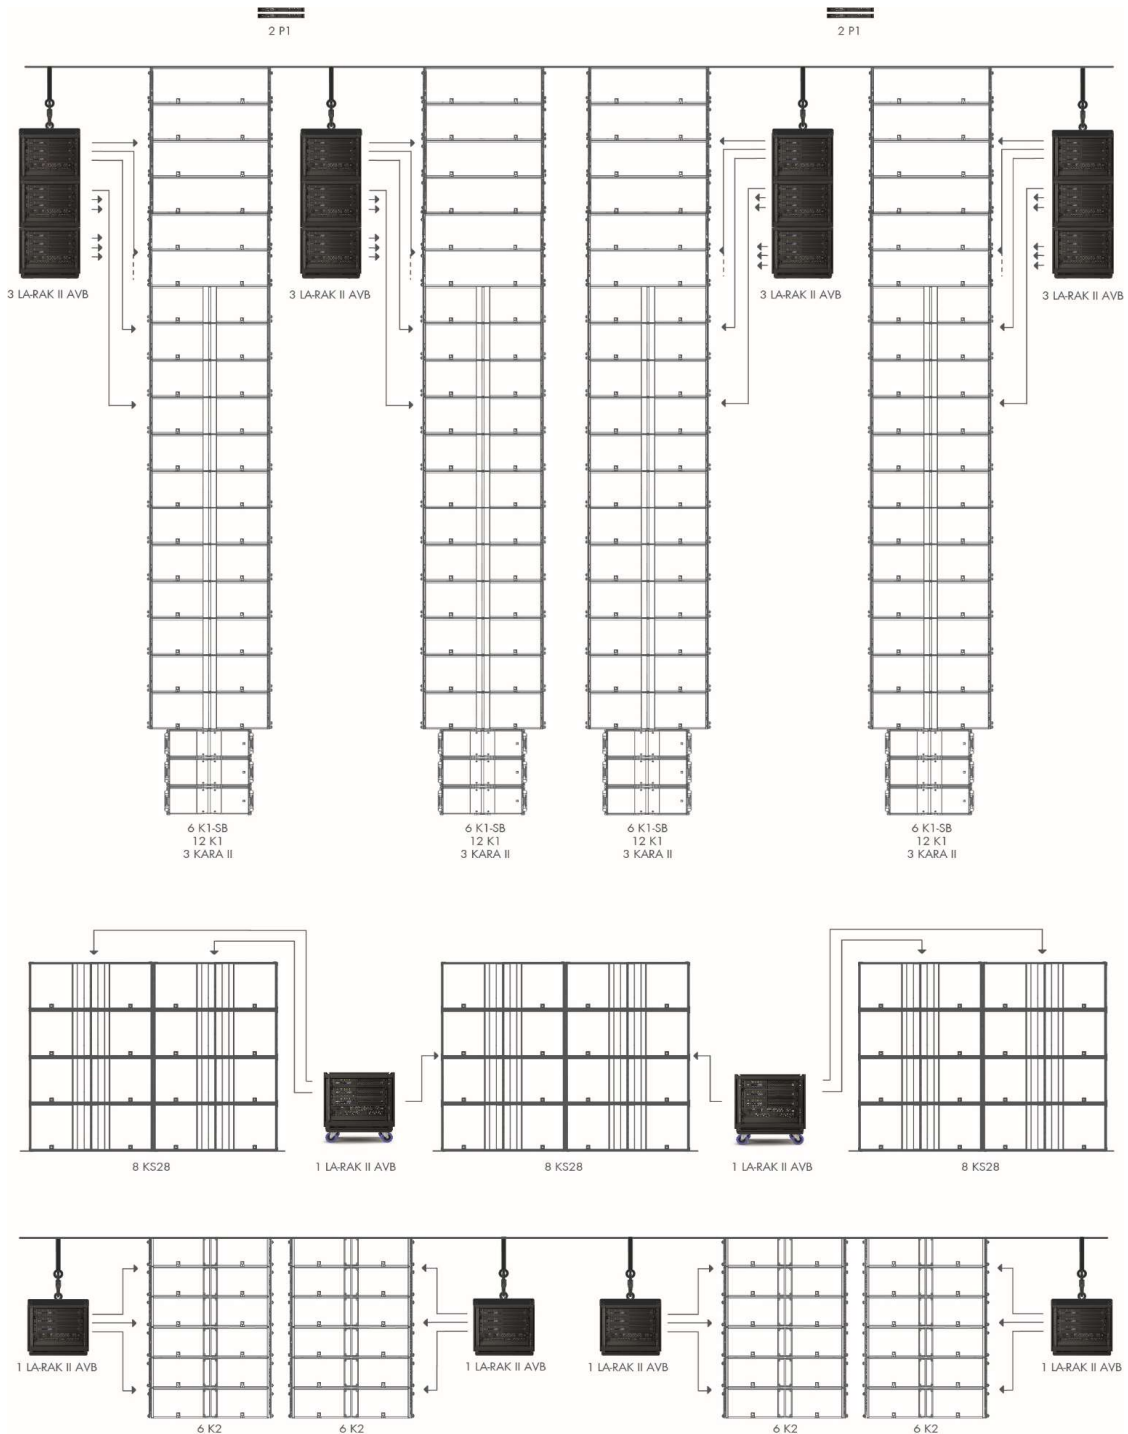 2 P1
2 P1
3 LA-RAK II AVB
3 LA-RAK II AVB
3 LA-RAK II AVB
3 LA-RAK II AVB
6 K1-SB
12 K1
3 KARA II
6 K1-SB
12 K1
3 KARA II
6 K1-SB
12 K1
3 KARA II
6 K1-SB
12 K1
3 KARA II
8 KS28
1 LA-RAK II AVB
8 KS28
1 LA-RAK II AVB
8 KS28
1 LA-RAK II AVB
1 LA-RAK II AVB
1 LA-RAK II AVB
1 LA-RAK II AVB
6 K2
6 K2
6 K2
6 K2